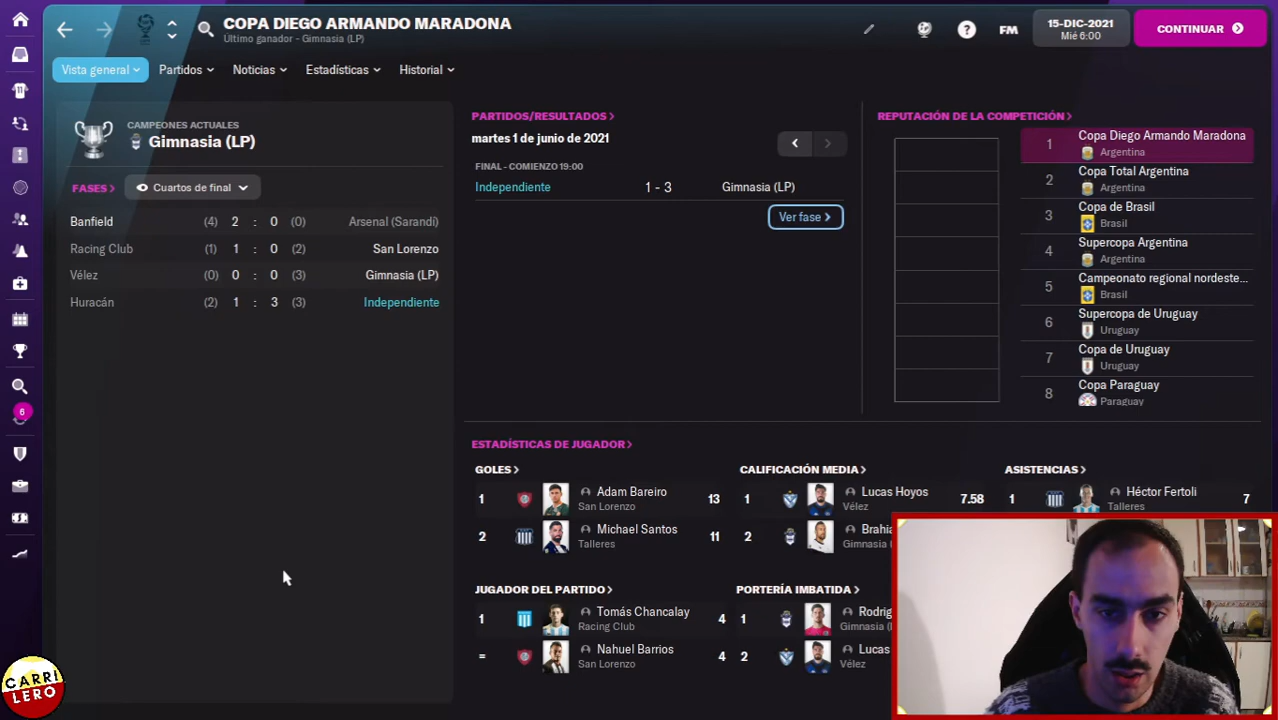 COPA DIEGO ARMANDO MARADONA
Último ganador - Gimnasia (LP)
FM
15-DIC-2021
Mié 6:00
CONTINUAR
Vista general
Partidos
Noticias
Estadísticas
Historial
CAMPEONES ACTUALES
Gimnasia (LP)
FASES
Cuartos de final
Banfield (4) 2 : 0 (0) Arsenal (Sarandí)
Racing Club (1) 1 : 0 (2) San Lorenzo
Vélez (0) 0 : 0 (3) Gimnasia (LP)
Huracán (2) 1 : 3 (3) Independiente
PARTIDOS/RESULTADOS
martes 1 de junio de 2021
FINAL - COMIENZO 19:00
Independiente 1 - 3 Gimnasia (LP)
Ver fase
REPUTACIÓN DE LA COMPETICIÓN
1 Copa Diego Armando Maradona
Argentina
2 Copa Total Argentina
Argentina
3 Copa de Brasil
Brasil
4 Supercopa Argentina
Argentina
5 Campeonato regional nordeste...
Brasil
6 Supercopa de Uruguay
Uruguay
7 Copa de Uruguay
Uruguay
8 Copa Paraguay
Paraguay
ESTADÍSTICAS DE JUGADOR
GOLES
1 Adam Bareiro 13
San Lorenzo
2 Michael Santos 11
Talleres
CALIFICACIÓN MEDIA
1 Lucas Hoyos 7.58
Vélez
2 Brahia
Gimnasia (
ASISTENCIAS
1 Héctor Fertoli 7
Talleres
JUGADOR DEL PARTIDO
1 Tomás Chancalay 4
Racing Club
= Nahuel Barrios 4
San Lorenzo
PORTERÍA IMBATIDA
1 Rodrig
Gimnasia (
2 Lucas
Vélez
6
11
CARRI
LERO